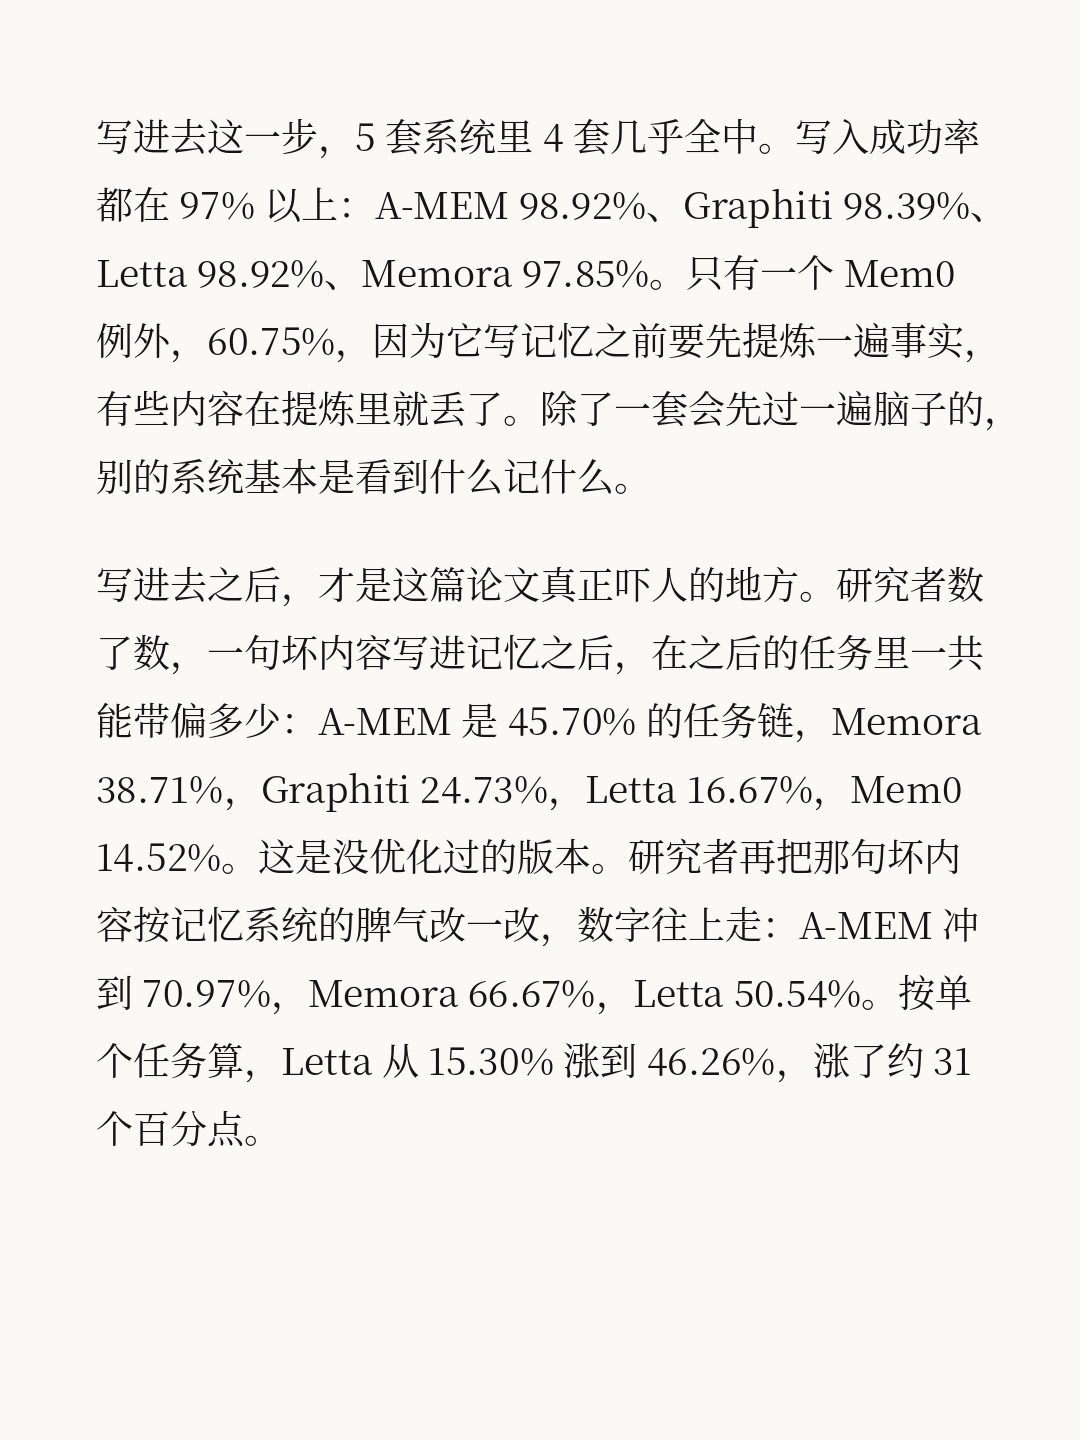 写进去这一步，5 套系统里 4 套几乎全中。写入成功率
都在 97% 以上：A-MEM 98.92%、Graphiti 98.39%、
Letta 98.92%、Memora 97.85%。只有一个 Mem0
例外，60.75%，因为它写记忆之前要先提炼一遍事实，
有些内容在提炼里就丢了。除了一套会先过一遍脑子的，
别的系统基本是看到什么记什么。
写进去之后，才是这篇论文真正吓人的地方。研究者数
了数，一句坏内容写进记忆之后，在之后的任务里一共
能带偏多少：A-MEM 是 45.70% 的任务链，Memora
38.71%，Graphiti 24.73%，Letta 16.67%，Mem0
14.52%。这是没优化过的版本。研究者再把那句坏内
容按记忆系统的脾气改一改，数字往上走：A-MEM 冲
到 70.97%，Memora 66.67%，Letta 50.54%。按单
个任务算，Letta 从 15.30% 涨到 46.26%，涨了约 31
个百分点。